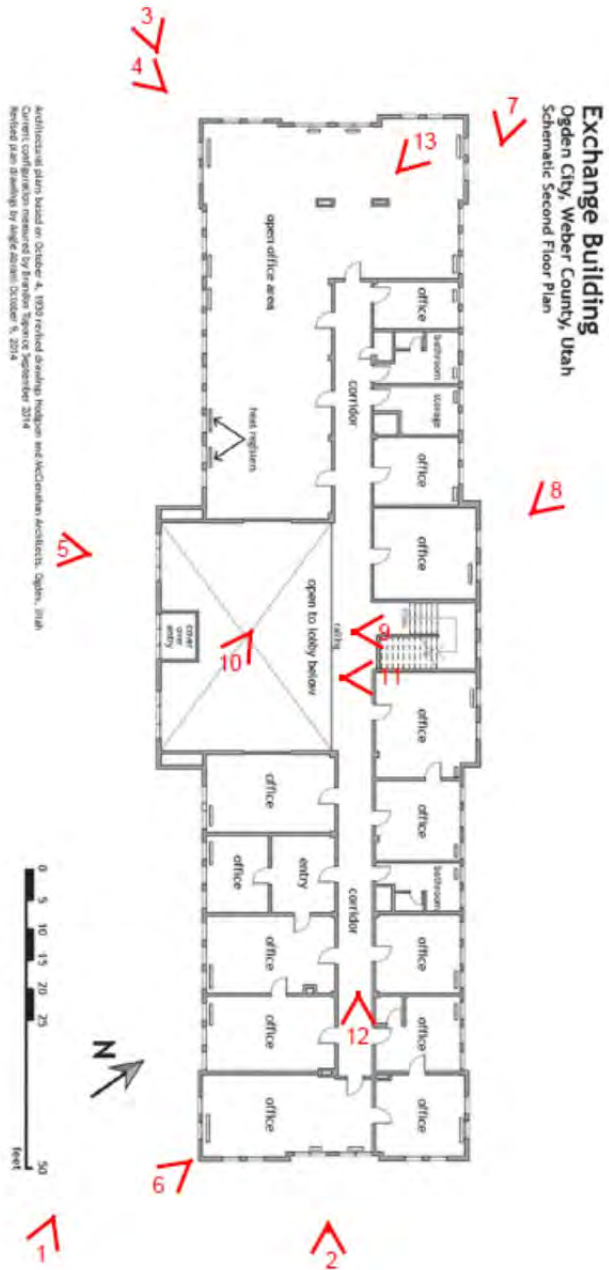 Exchange Building
Ogden City, Weber County, Utah
Schematic Second Floor Plan
3
4
7
13
open office area
office
bathroom
storage
corridor
office
heat registers
office
8
5
open to lobby below
railing
9
10
11
cover
over
entry
office
office
office
office
entry
bathroom
corridor
office
office
office
office
12
office
office
6
1
2
N
0
5
10
15
20
25
50
feet
Architectural plans based on October 4, 1930 revised drawings Hodgson and McClenahan Architects, Ogden, Utah
Current configuration measured by Brandon Toponce September 2014
Revised plan drawings by Angie Abram October 9, 2014